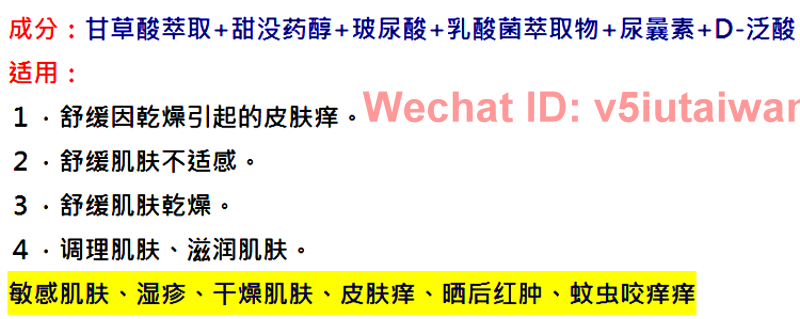 成分：甘草酸萃取+甜没药醇+玻尿酸+乳酸菌萃取物+尿囊素+D-泛酸
适用：
1．舒缓因乾燥引起的皮肤痒。
Wechat ID: v5iutaiwan
2．舒缓肌肤不适感。
3．舒缓肌肤乾燥。
4．调理肌肤、滋润肌肤。
敏感肌肤、湿疹、干燥肌肤、皮肤痒、晒后红肿、蚊虫咬痒痒